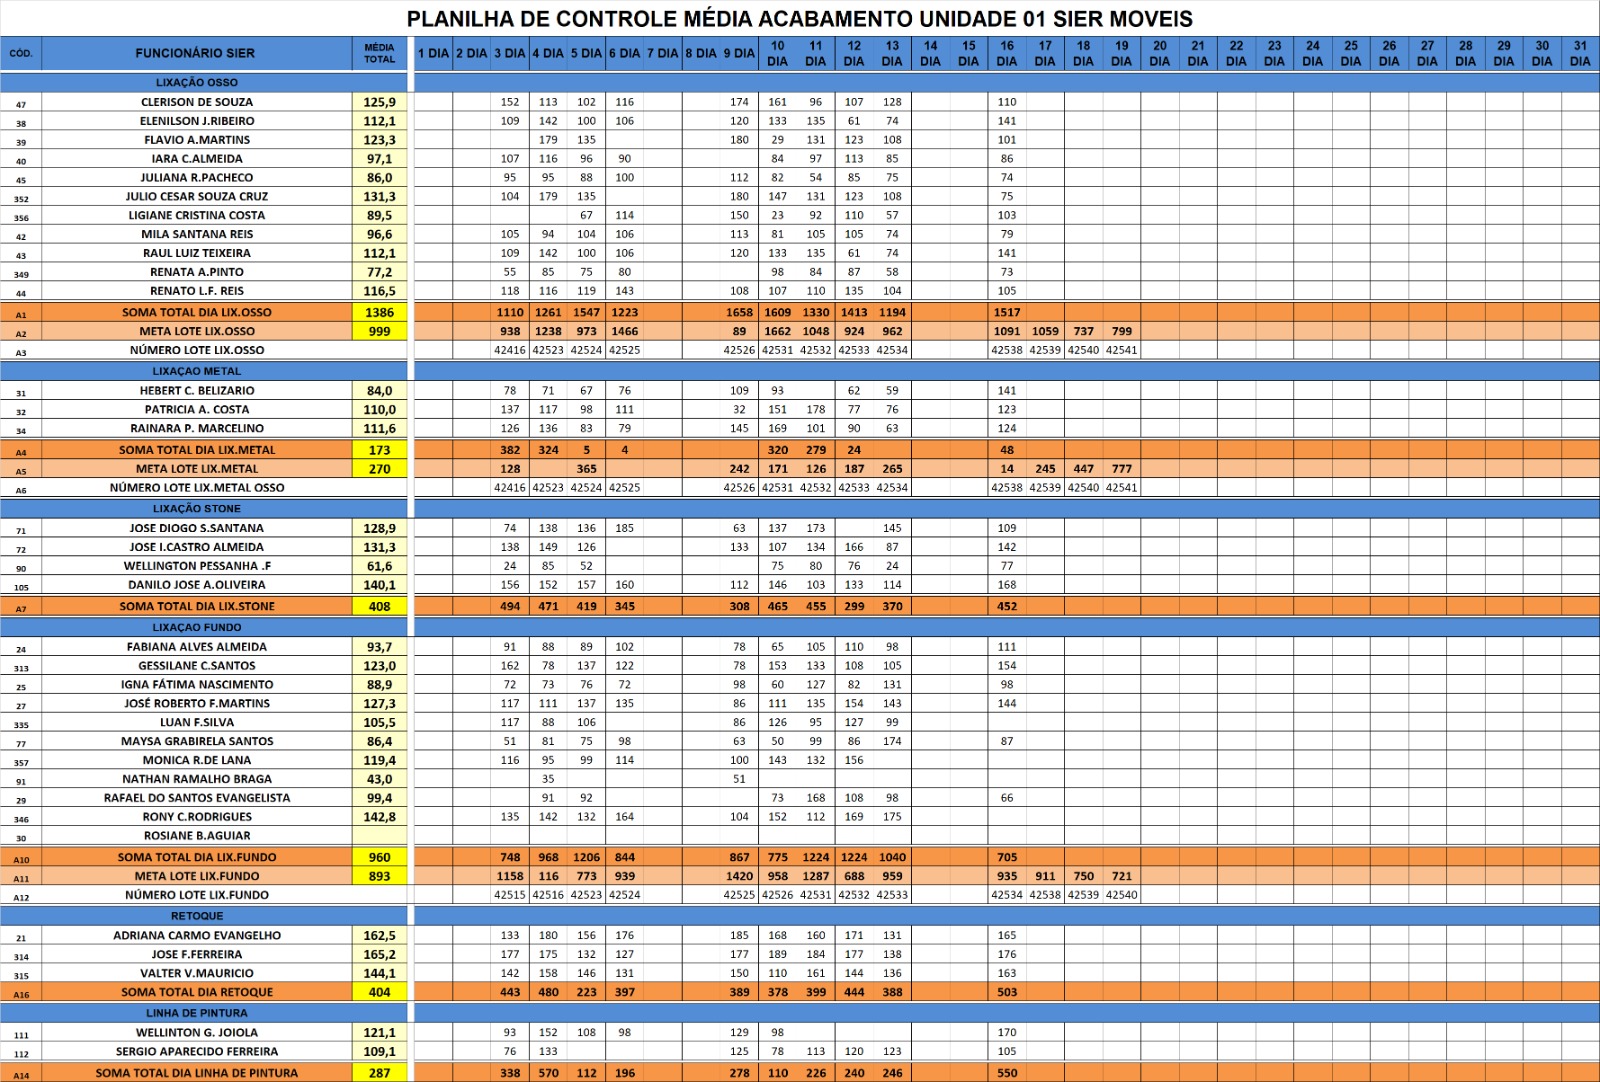 PLANILHA DE CONTROLE MÉDIA ACABAMENTO UNIDADE 01 SIER MOVEIS
CÓD. FUNCIONÁRIO SIER MÉDIA TOTAL 1 DIA 2 DIA 3 DIA 4 DIA 5 DIA 6 DIA 7 DIA 8 DIA 9 DIA 10 DIA 11 DIA 12 DIA 13 DIA 14 DIA 15 DIA 16 DIA 17 DIA 18 DIA 19 DIA 20 DIA 21 DIA 22 DIA 23 DIA 24 DIA 25 DIA 26 DIA 27 DIA 28 DIA 29 DIA 30 DIA 31 DIA
LIXAÇÃO OSSO
47 CLERISON DE SOUZA 125,9 152 113 102 116 174 161 96 107 128 110
38 ELENILSON J.RIBEIRO 112,1 109 142 100 106 120 133 135 61 74 141
39 FLAVIO A.MARTINS 123,3 179 135 180 29 131 123 108 101
40 IARA C.ALMEIDA 97,1 107 116 96 90 84 97 113 85 86
45 JULIANA R.PACHECO 86,0 95 95 88 100 112 82 54 85 75 74
352 JULIO CESAR SOUZA CRUZ 131,3 104 179 135 180 147 131 123 108 75
356 LIGIANE CRISTINA COSTA 89,5 67 114 150 23 92 110 57 103
42 MILA SANTANA REIS 96,6 105 94 104 106 113 81 105 105 74 79
43 RAUL LUIZ TEIXEIRA 112,1 109 142 100 106 120 133 135 61 74 141
349 RENATA A.PINTO 77,2 55 85 75 80 98 84 87 58 73
44 RENATO L.F. REIS 116,5 118 116 119 143 108 107 110 135 104 105
A1 SOMA TOTAL DIA LIX.OSSO 1386 1110 1261 1547 1223 1658 1609 1330 1413 1194 1517
A2 META LOTE LIX.OSSO 999 938 1238 973 1466 89 1662 1048 924 962 1091 1059 737 799
A3 NÚMERO LOTE LIX.OSSO 42416 42523 42524 42525 42526 42531 42532 42533 42534 42538 42539 42540 42541
LIXAÇAO METAL
31 HEBERT C. BELIZARIO 84,0 78 71 67 76 109 93 62 59 141
32 PATRICIA A. COSTA 110,0 137 117 98 111 32 151 178 77 76 123
34 RAINARA P. MARCELINO 111,6 126 136 83 79 145 169 101 90 63 124
A4 SOMA TOTAL DIA LIX.METAL 173 382 324 5 4 320 279 24 48
A5 META LOTE LIX.METAL 270 128 365 242 171 126 187 265 14 245 447 777
A6 NÚMERO LOTE LIX.METAL OSSO 42416 42523 42524 42525 42526 42531 42532 42533 42534 42538 42539 42540 42541
LIXAÇÃO STONE
71 JOSE DIOGO S.SANTANA 128,9 74 138 136 185 63 137 173 145 109
72 JOSE I.CASTRO ALMEIDA 131,3 138 149 126 133 107 134 166 87 142
90 WELLINGTON PESSANHA .F 61,6 24 85 52 75 80 76 24 77
105 DANILO JOSE A.OLIVEIRA 140,1 156 152 157 160 112 146 103 133 114 168
A7 SOMA TOTAL DIA LIX.STONE 408 494 471 419 345 308 465 455 299 370 452
LIXAÇAO FUNDO
24 FABIANA ALVES ALMEIDA 93,7 91 88 89 102 78 65 105 110 98 111
313 GESSILANE C.SANTOS 123,0 162 78 137 122 78 153 133 108 105 154
25 IGNA FÁTIMA NASCIMENTO 88,9 72 73 76 72 98 60 127 82 131 98
27 JOSÉ ROBERTO F.MARTINS 127,3 117 111 137 135 86 111 135 154 143 144
335 LUAN F.SILVA 105,5 117 88 106 86 126 95 127 99
77 MAYSA GRABIRELA SANTOS 86,4 51 81 75 98 63 50 99 86 174 87
357 MONICA R.DE LANA 119,4 116 95 99 114 100 143 132 156
91 NATHAN RAMALHO BRAGA 43,0 35 51
29 RAFAEL DO SANTOS EVANGELISTA 99,4 91 92 73 168 108 98 66
346 RONY C.RODRIGUES 142,8 135 142 132 164 104 152 112 169 175
30 ROSIANE B.AGUIAR
A10 SOMA TOTAL DIA LIX.FUNDO 960 748 968 1206 844 867 775 1224 1224 1040 705
A11 META LOTE LIX.FUNDO 893 1158 116 773 939 1420 958 1287 688 959 935 911 750 721
A12 NÚMERO LOTE LIX.FUNDO 42515 42516 42523 42524 42525 42526 42531 42532 42533 42534 42538 42539 42540
RETOQUE
21 ADRIANA CARMO EVANGELHO 162,5 133 180 156 176 185 168 160 171 131 165
314 JOSE F.FERREIRA 165,2 177 175 132 127 177 189 184 177 138 176
315 VALTER V.MAURICIO 144,1 142 158 146 131 150 110 161 144 136 163
A16 SOMA TOTAL DIA RETOQUE 404 443 480 223 397 389 378 399 444 388 503
LINHA DE PINTURA
111 WELLINTON G. JOIOLA 121,1 93 152 108 98 129 98 170
112 SERGIO APARECIDO FERREIRA 109,1 76 133 125 78 113 120 123 105
A14 SOMA TOTAL DIA LINHA DE PINTURA 287 338 570 112 196 278 110 226 240 246 550